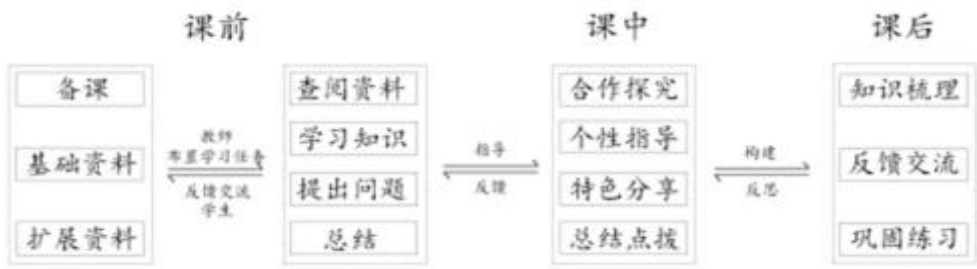 课前
课中
课后
备课
基础资料
扩展资料
教师
布置学习任务
反馈交流
学生
查阅资料
学习知识
提出问题
总结
指导
反馈
合作探究
个性指导
特色分享
总结点拨
构建
反思
知识梳理
反馈交流
巩固练习